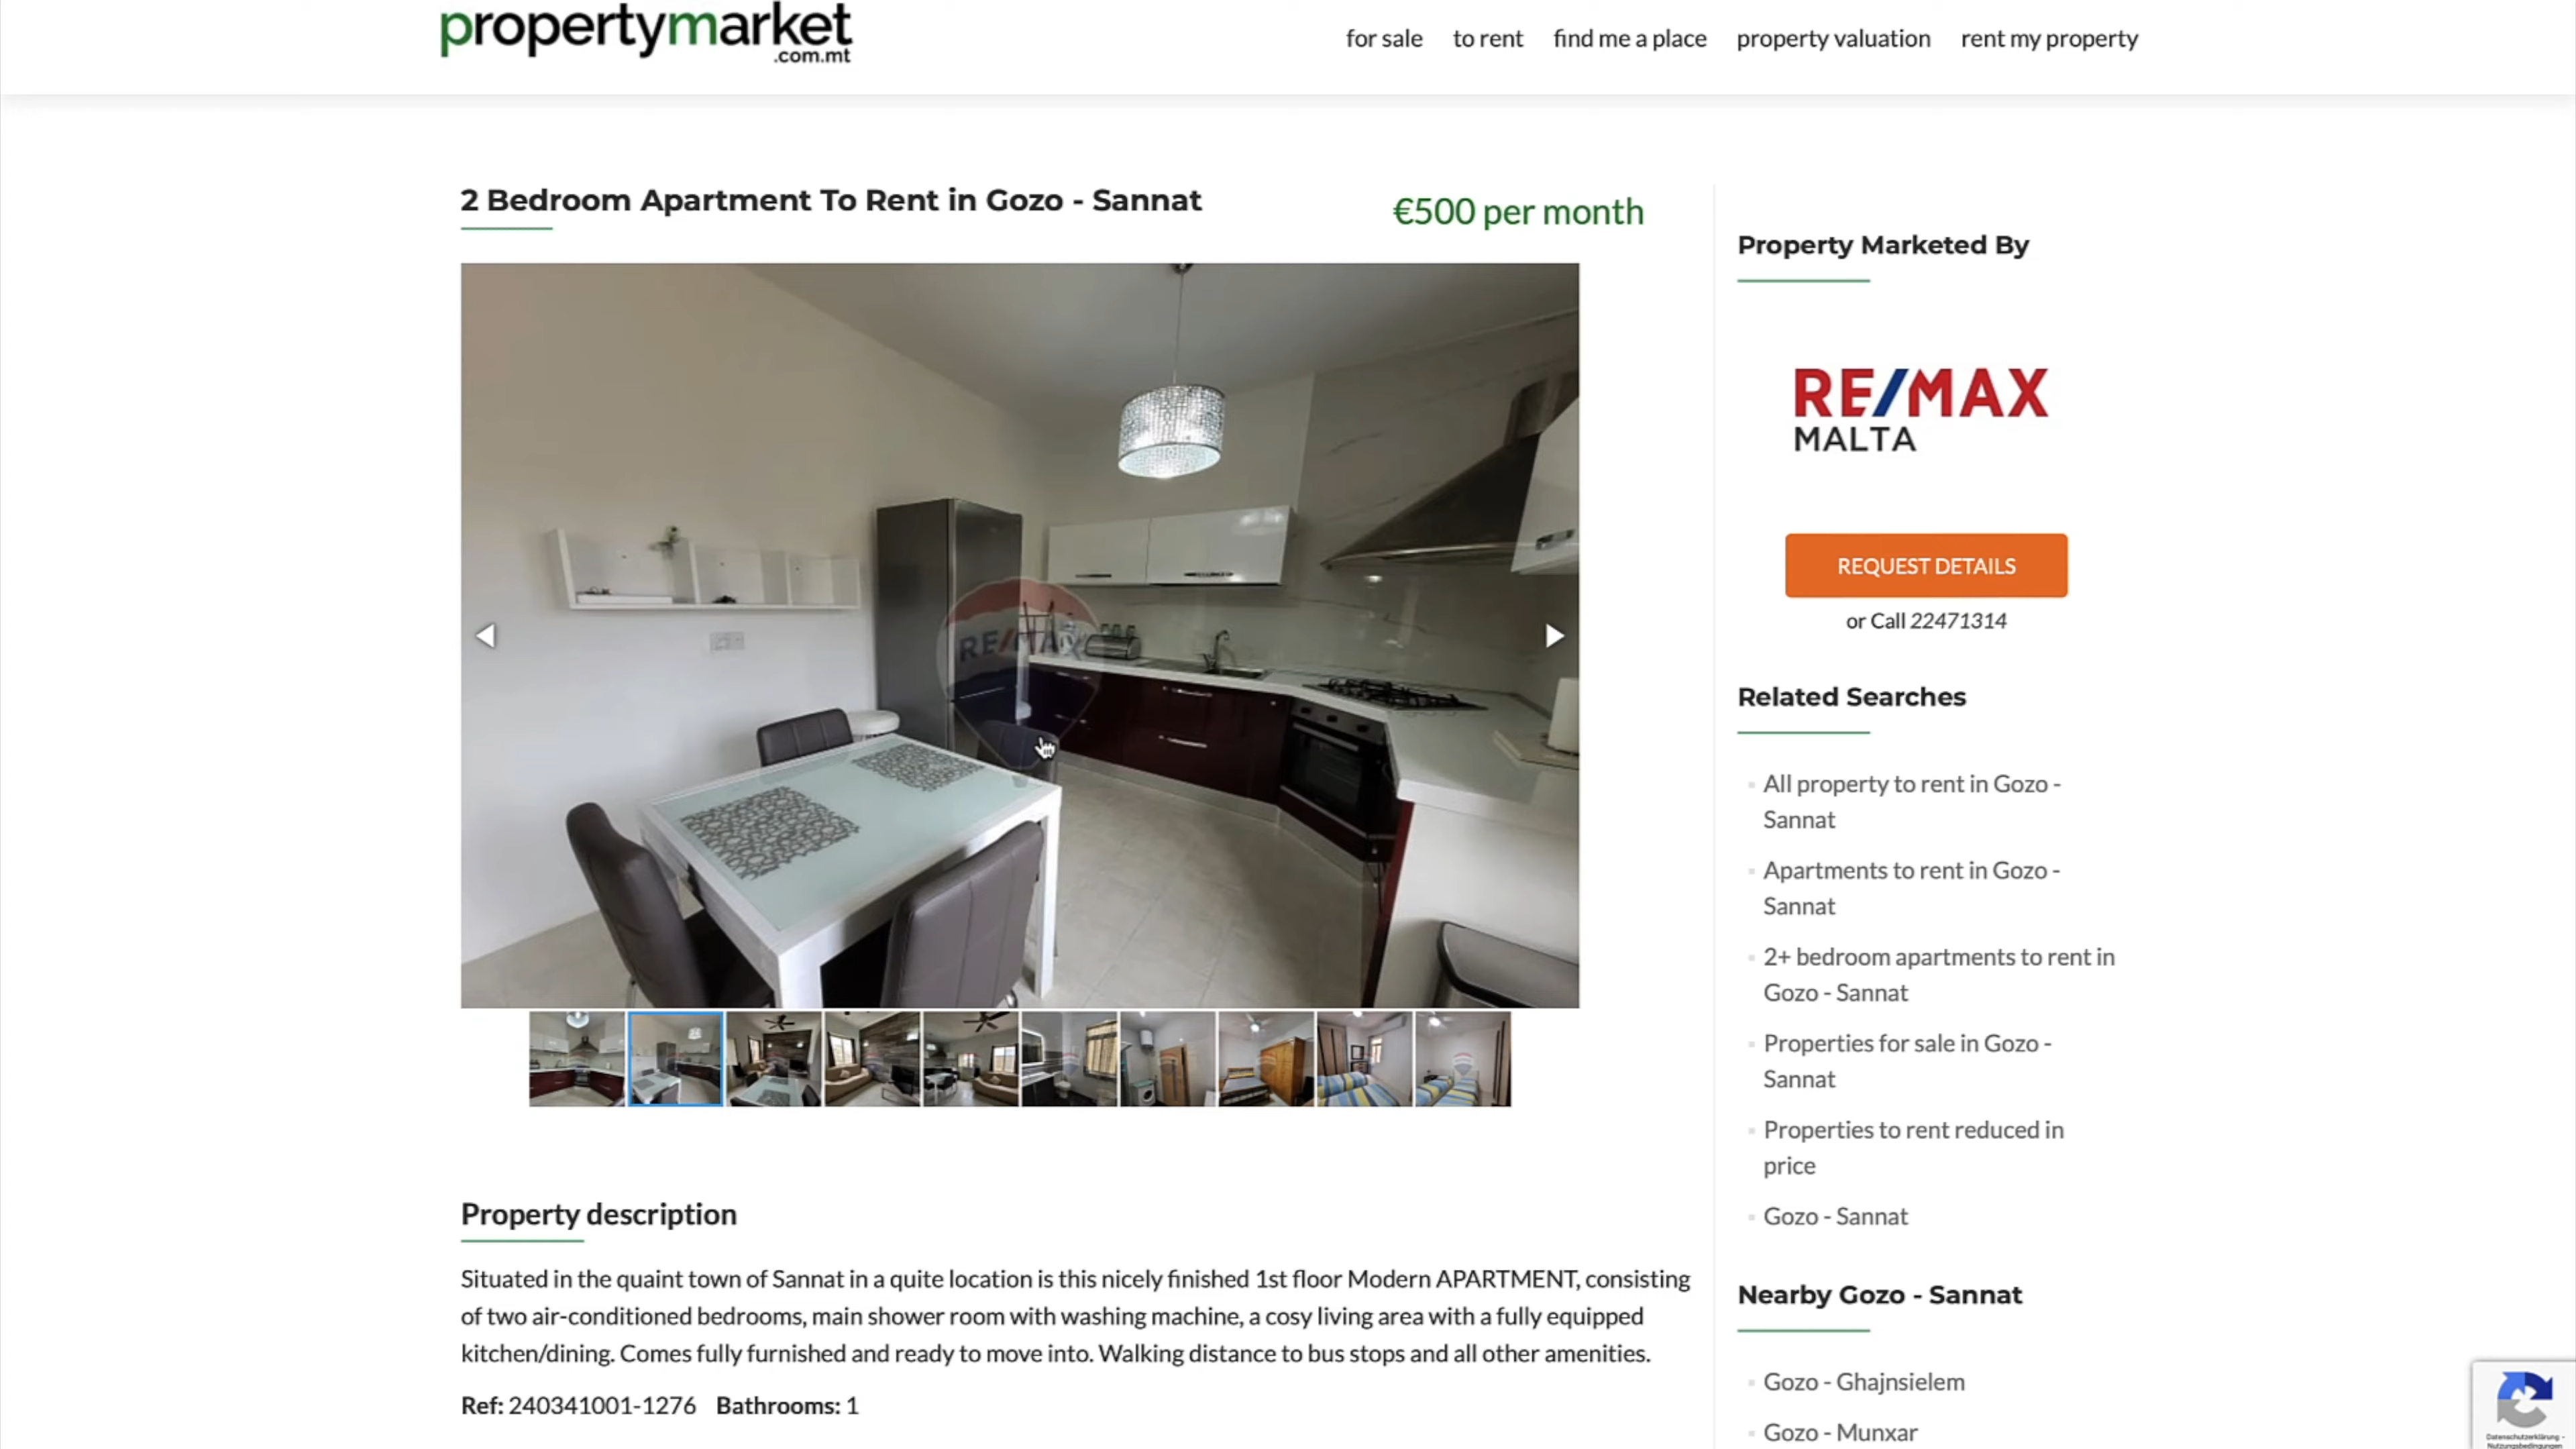 propertymarket
.com.mt
for sale to rent find me a place property valuation rent my property
2 Bedroom Apartment To Rent in Gozo - Sannat
€500 per month
RE/MAX
Property description
Situated in the quaint town of Sannat in a quite location is this nicely finished 1st floor Modern APARTMENT, consisting
of two air-conditioned bedrooms, main shower room with washing machine, a cosy living area with a fully equipped
kitchen/dining. Comes fully furnished and ready to move into. Walking distance to bus stops and all other amenities.
Ref: 240341001-1276 Bathrooms: 1
Property Marketed By
RE/MAX
MALTA
REQUEST DETAILS
or Call 22471314
Related Searches
All property to rent in Gozo -
Sannat
Apartments to rent in Gozo -
Sannat
2+ bedroom apartments to rent in
Gozo - Sannat
Properties for sale in Gozo -
Sannat
Properties to rent reduced in
price
Gozo - Sannat
Nearby Gozo - Sannat
Gozo - Ghajnsielem
Gozo - Munxar
Datenschutzerklärung -
Nutzungsbedingungen